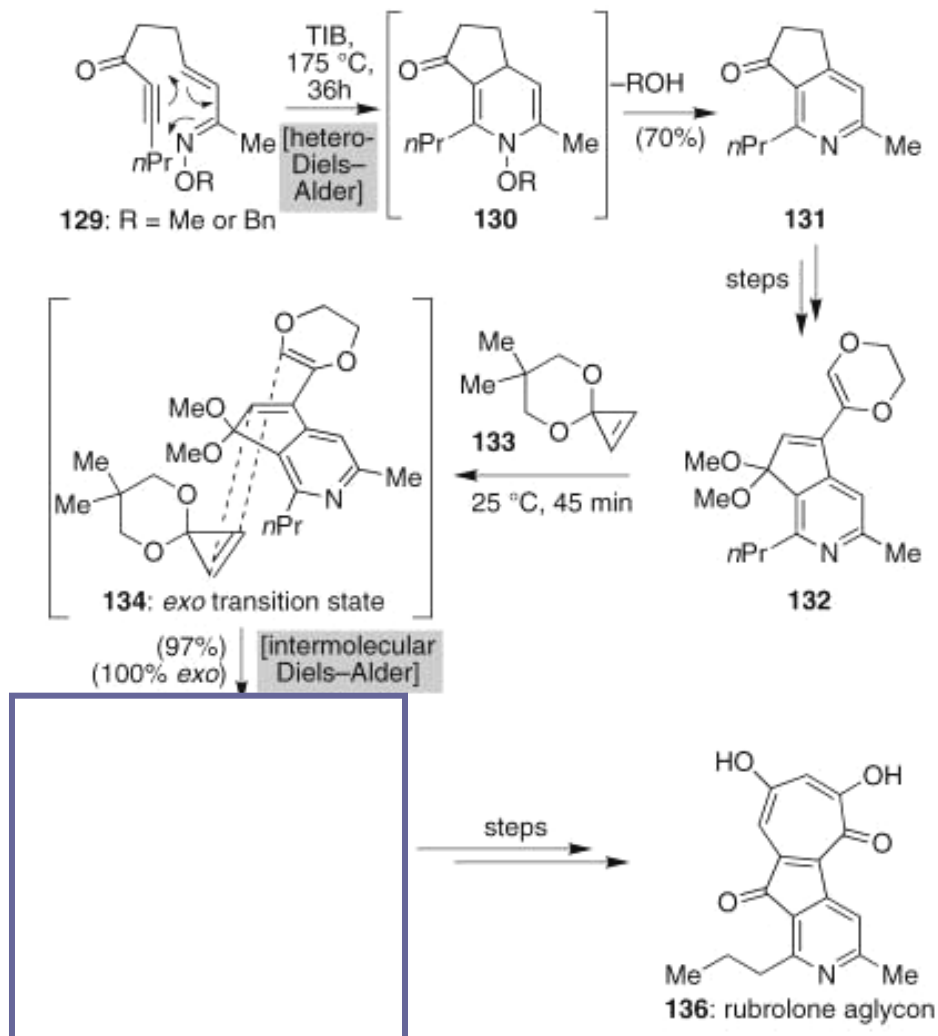 O
N
nPr
OR
Me
129: R = Me or Bn
TIB,
175 °C,
36h
[hetero-
Diels–
Alder]
O
nPr
N
OR
Me
130
–ROH
(70%)
O
nPr
N
Me
131
steps
O
O
MeO
MeO
Me
Me
O
O
nPr
N
Me
134: exo transition state
Me
Me
O
O
133
25 °C, 45 min
O
O
MeO
MeO
nPr
N
Me
132
(97%)
(100% exo)
[intermolecular
Diels–Alder]
steps
HO
OH
O
O
Me
N
Me
136: rubrolone aglycon